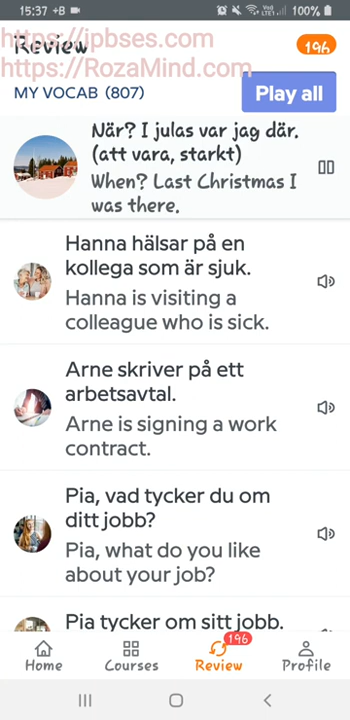 15:37 +B 100%
https://jpbses.com
Review 196
https://RozaMind.com
MY VOCAB (807) Play all
När? I julas var jag där.
(att vara, starkt)
When? Last Christmas I
was there.
Hanna hälsar på en
kollega som är sjuk.
Hanna is visiting a
colleague who is sick.
Arne skriver på ett
arbetsavtal.
Arne is signing a work
contract.
Pia, vad tycker du om
ditt jobb?
Pia, what do you like
about your job?
Pia tycker om sitt jobb.
196
Home Courses Review Profile